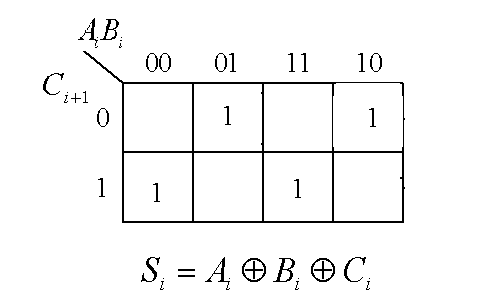 AᵢBᵢ
00 01 11 10
Cᵢ₊₁
0 1 1
1 1 1
Sᵢ = Aᵢ ⊕ Bᵢ ⊕ Cᵢ